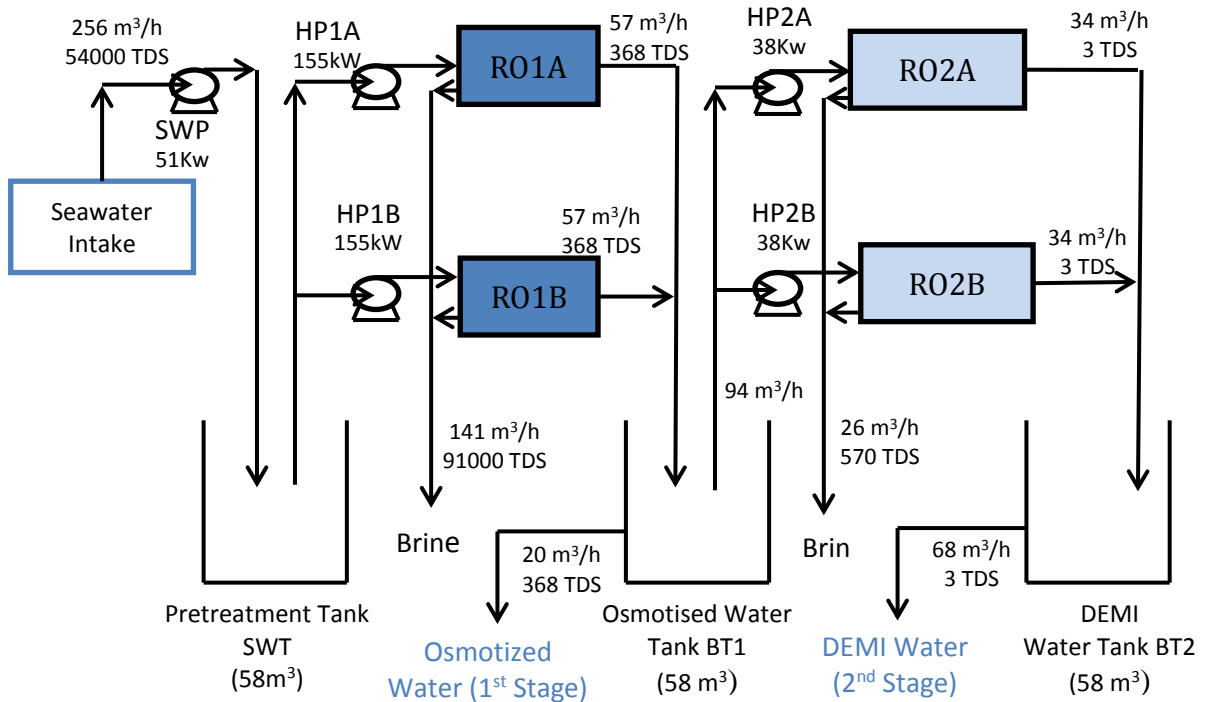 256 m³/h
54000 TDS
SWP
51Kw
Seawater
Intake
HP1A
155kW
RO1A
57 m³/h
368 TDS
HP1B
155kW
RO1B
57 m³/h
368 TDS
HP2A
38Kw
RO2A
34 m³/h
3 TDS
HP2B
38Kw
RO2B
34 m³/h
3 TDS
94 m³/h
141 m³/h
91000 TDS
Brine
26 m³/h
570 TDS
Brin
20 m³/h
368 TDS
68 m³/h
3 TDS
Pretreatment Tank
SWT
(58m³)
Osmotized
Water (1st Stage)
Osmotised Water
Tank BT1
(58 m³)
DEMI Water
(2nd Stage)
DEMI
Water Tank BT2
(58 m³)